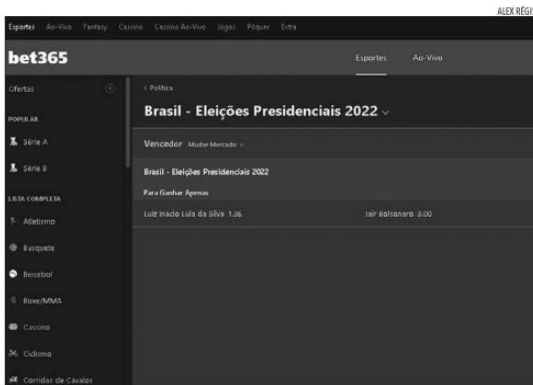 ALEX RÉGI
Esportes Ao-Vivo Fantasy Cassino Cassino Ao-Vivo Jogos Pôquer Extra
bet365
Esportes Ao-Vivo
Ofertas
< Política
Brasil - Eleições Presidenciais 2022
POPULAR
Vencedor Mudar Mercado
Série A
Série B
Brasil - Eleições Presidenciais 2022
Para Ganhar Apenas
LISTA COMPLETA
Luiz Inacio Lula da Silva 1.36 Jair Bolsonaro 3.00
Atletismo
Basquete
Beisebol
Boxe/MMA
Cassino
Ciclismo
Corridas de Cavalos